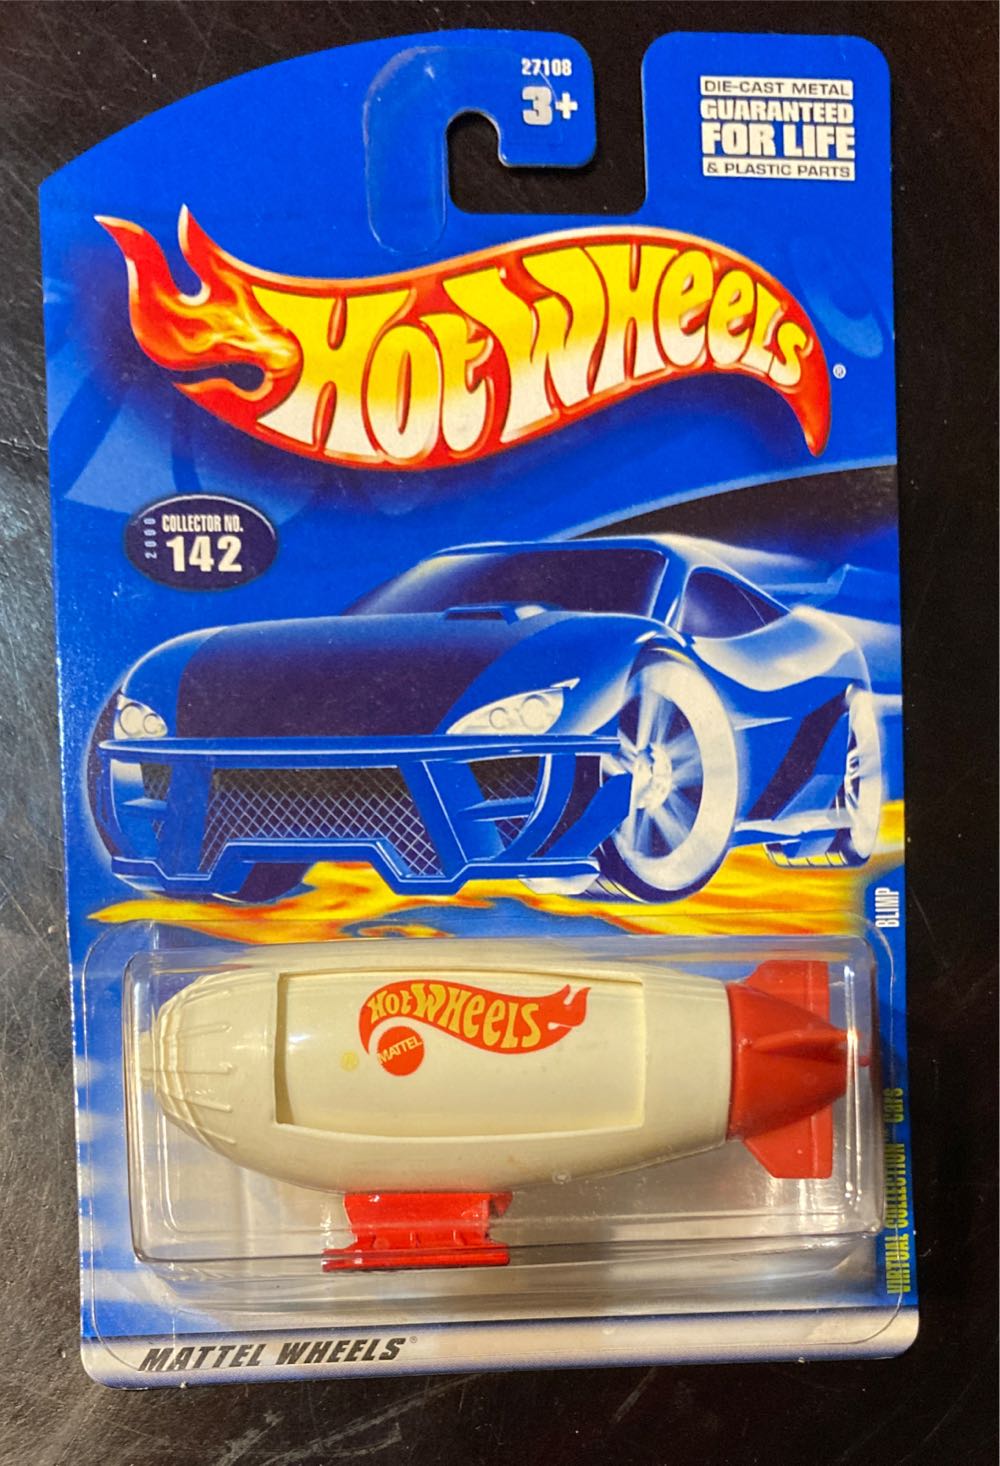 27108
3+
DIE-CAST METAL
GUARANTEED
FOR LIFE
& PLASTIC PARTS
HOT WHEELS®
2000
COLLECTOR NO.
142
BLIMP
HOT WHEELS
MATTEL
®
VIRTUAL COLLECTION™ Cars
MATTEL WHEELS®